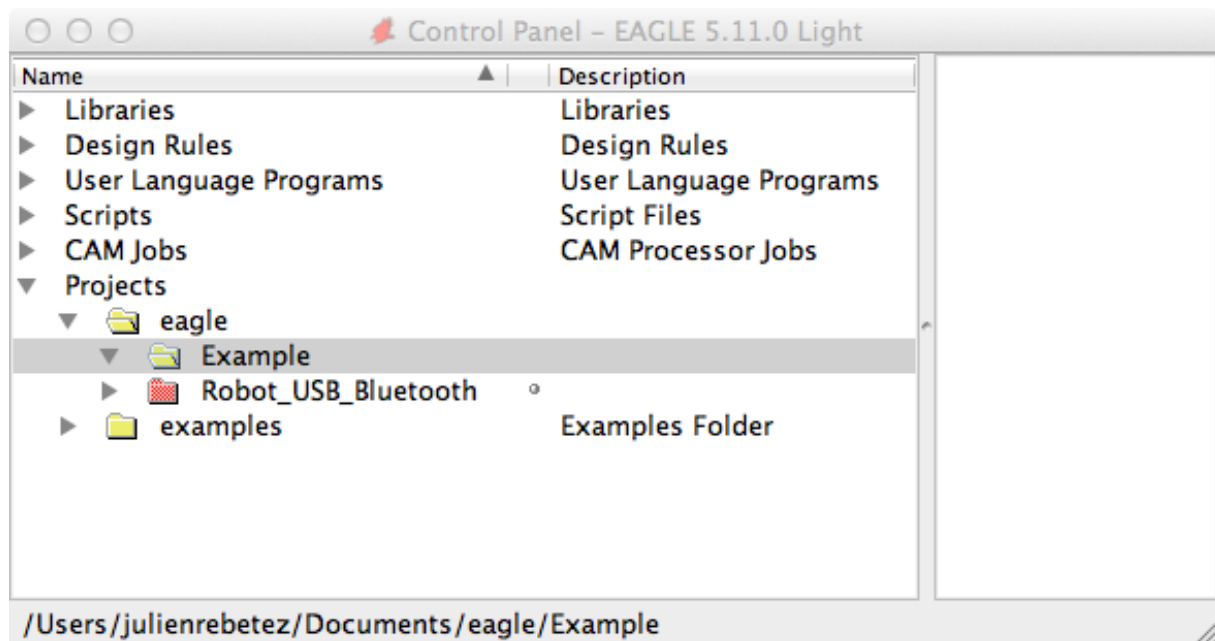 Control Panel – EAGLE 5.11.0 Light
Name Description
Libraries Libraries
Design Rules Design Rules
User Language Programs User Language Programs
Scripts Script Files
CAM Jobs CAM Processor Jobs
Projects
eagle
Example
Robot_USB_Bluetooth
examples Examples Folder
/Users/julienrebetez/Documents/eagle/Example